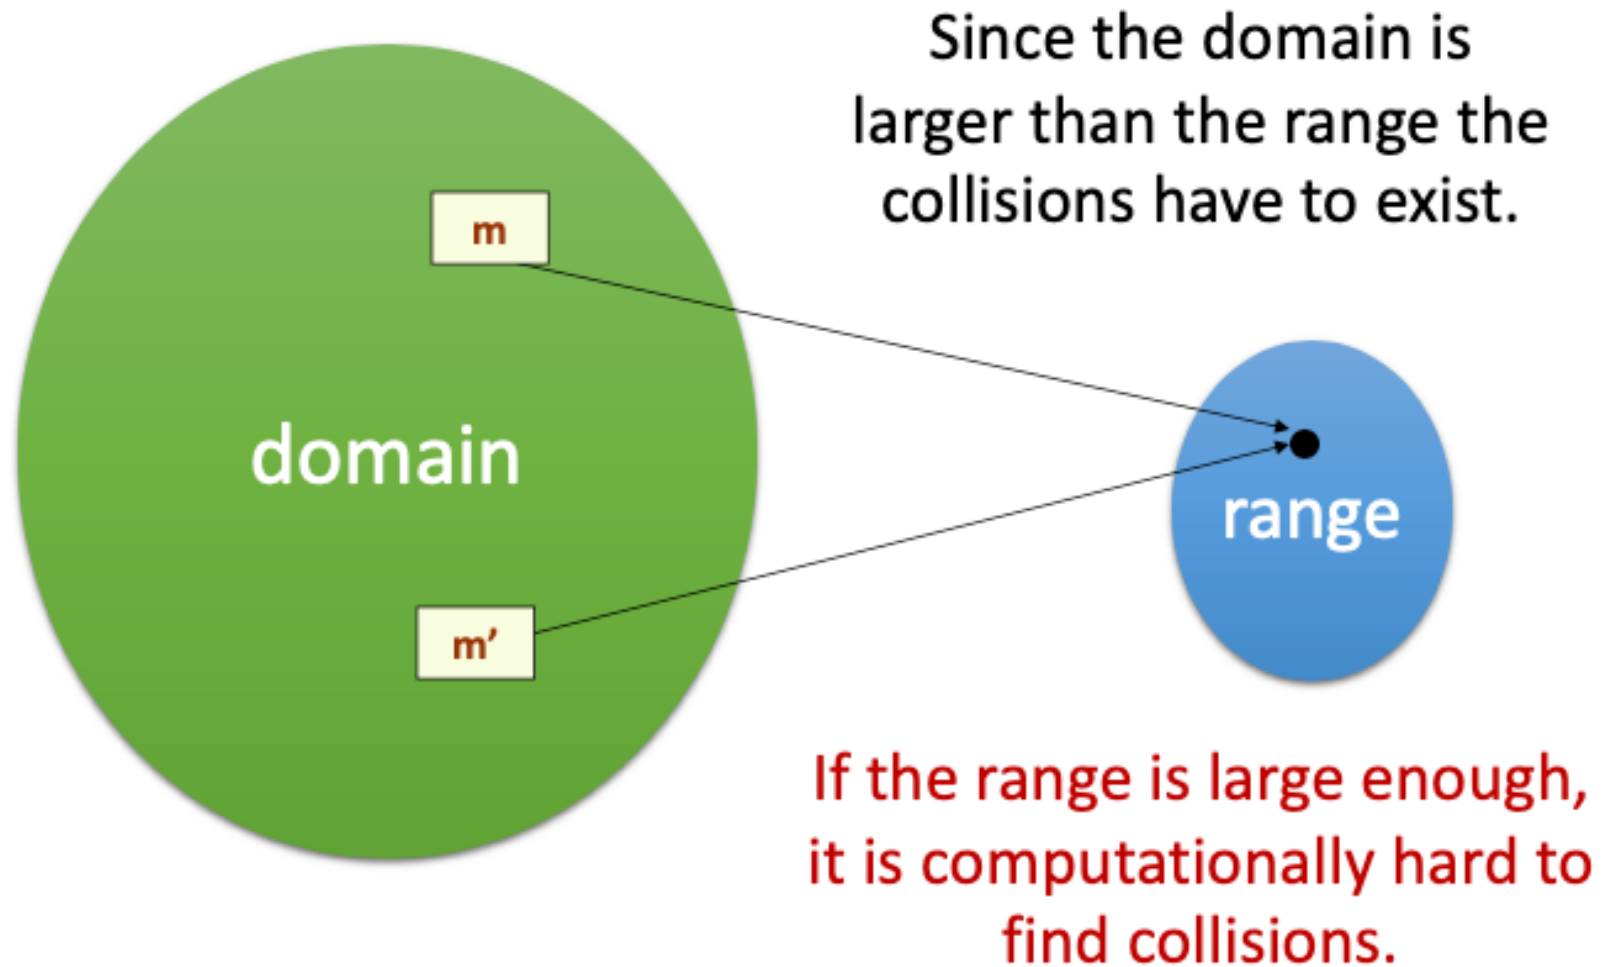 Since the domain is
larger than the range the
collisions have to exist.
m
domain
range
m’
If the range is large enough,
it is computationally hard to
find collisions.